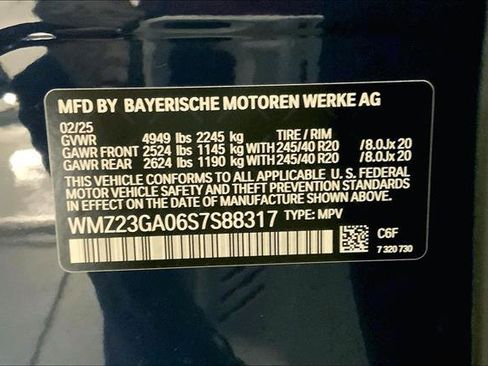 MFD BY BAYERISCHE MOTOREN WERKE AG
02/25
GVWR 4949 lbs 2245 kg TIRE / RIM
GAWR FRONT 2524 lbs 1145 kg WITH 245/40 R20 /8.0Jx 20
GAWR REAR 2624 lbs 1190 kg WITH 245/40 R20 /8.0Jx 20
THIS VEHICLE CONFORMS TO ALL APPLICABLE U. S. FEDERAL
MOTOR VEHICLE SAFETY AND THEFT PREVENTION STANDARDS
IN EFFECT ON THE DATE OF MANUFACTURE SHOWN ABOVE.
WMZ23GA06S7S88317 TYPE: MPV
C6F
7 320 730